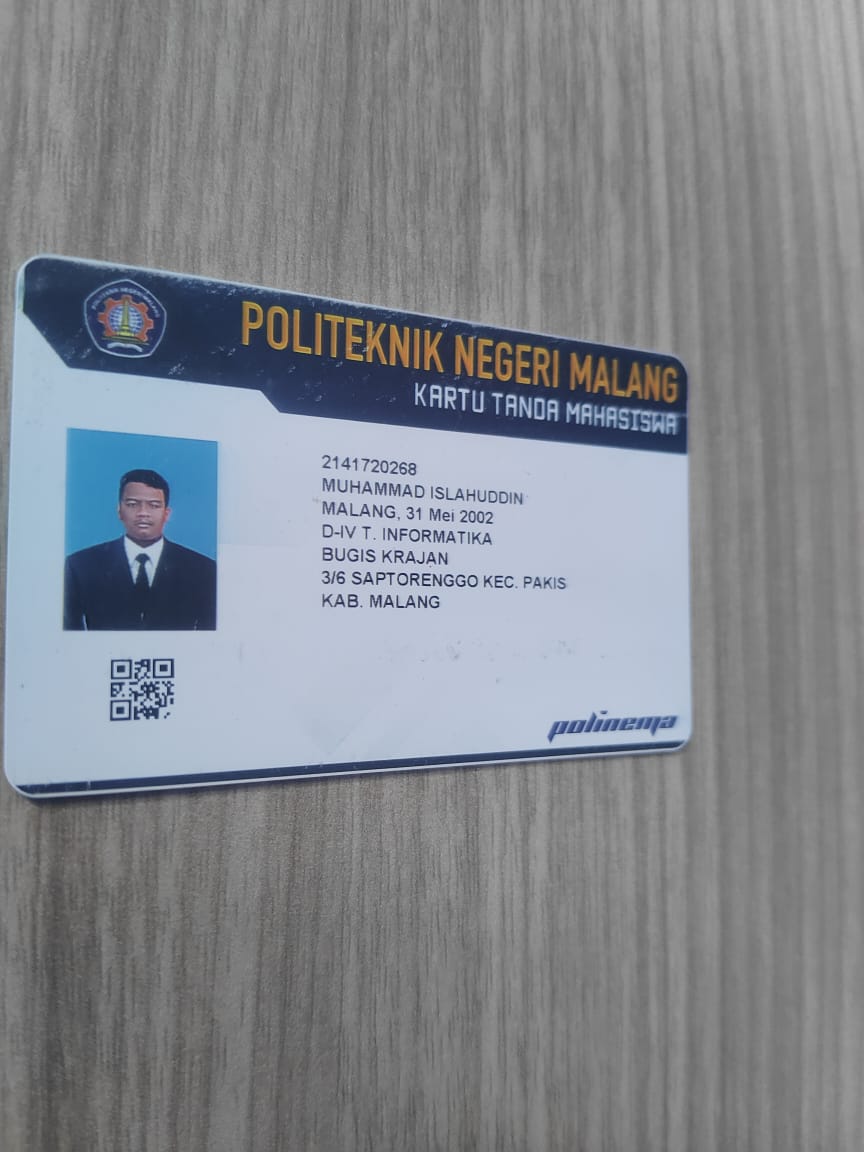 POLITEKNIK NEGERI MALANG
KARTU TANDA MAHASISWA
2141720268
MUHAMMAD ISLAHUDDIN
MALANG, 31 Mei 2002
D-IV T. INFORMATIKA
BUGIS KRAJAN
3/6 SAPTORENGGO KEC. PAKIS
KAB. MALANG
polinema